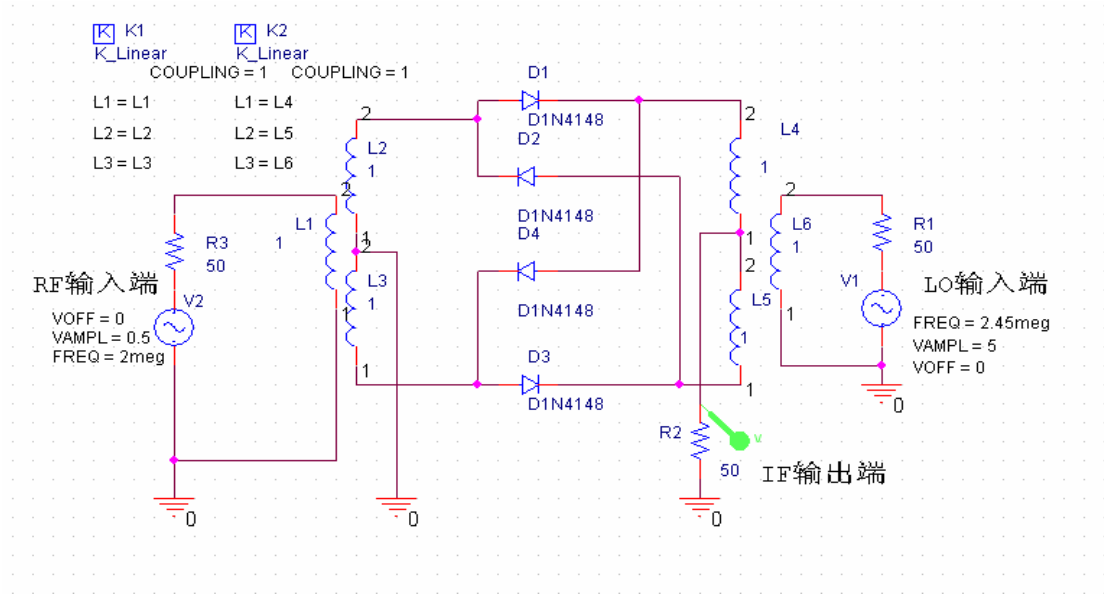 K K1
K_Linear
COUPLING = 1
L1 = L1
L2 = L2
L3 = L3
K K2
K_Linear
COUPLING = 1
L1 = L4
L2 = L5
L3 = L6
RF输入端
V2
VOFF = 0
VAMPL = 0.5
FREQ = 2meg
R3
50
0
L1
1
2
1
L2
1
2
1
L3
1
2
1
0
D1
D1N4148
D2
D1N4148
D4
D1N4148
D3
D1N4148
L4
1
2
1
L5
1
2
1
L6
1
2
1
R2
50
V
IF输出端
0
R1
50
V1
LO输入端
FREQ = 2.45meg
VAMPL = 5
VOFF = 0
0